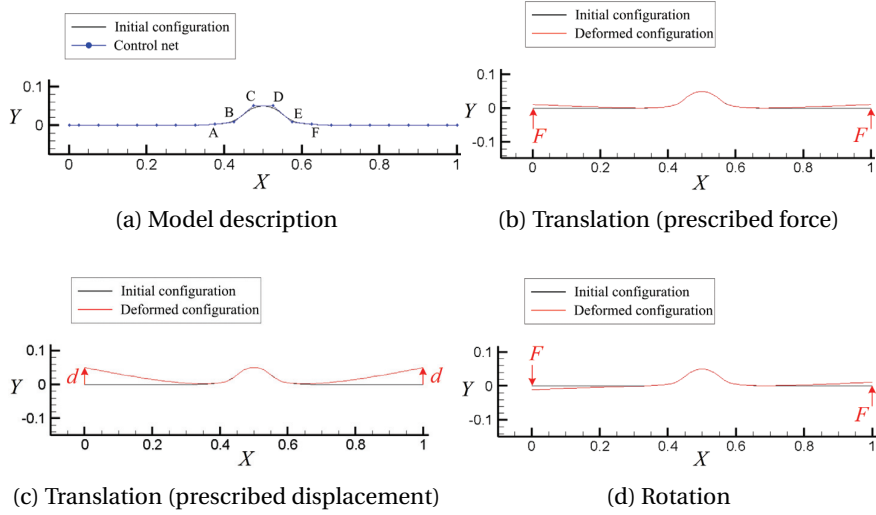 Initial configuration
Control net
0.1
0
Y
A
B
C
D
E
F
0
0.2
0.4
0.6
0.8
1
X
(a) Model description
Initial configuration
Deformed configuration
0.1
0
-0.1
Y
F
F
0
0.2
0.4
0.6
0.8
1
X
(b) Translation (prescribed force)
Initial configuration
Deformed configuration
0.1
0
-0.1
Y
d
d
0
0.2
0.4
0.6
0.8
1
X
(c) Translation (prescribed displacement)
Initial configuration
Deformed configuration
0.1
0
-0.1
Y
F
F
0
0.2
0.4
0.6
0.8
1
X
(d) Rotation